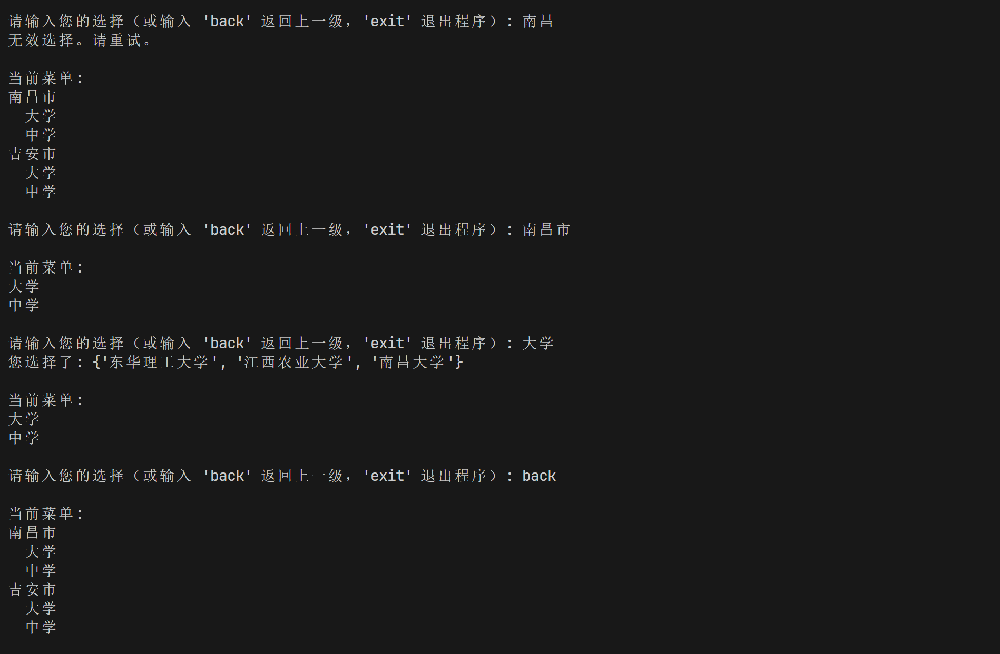 请输入您的选择（或输入 'back' 返回上一级，'exit' 退出程序）: 南昌
无效选择。请重试。
当前菜单:
南昌市
  大学
  中学
吉安市
  大学
  中学
请输入您的选择（或输入 'back' 返回上一级，'exit' 退出程序）: 南昌市
当前菜单:
大学
中学
请输入您的选择（或输入 'back' 返回上一级，'exit' 退出程序）: 大学
您选择了: {'东华理工大学', '江西农业大学', '南昌大学'}
当前菜单:
大学
中学
请输入您的选择（或输入 'back' 返回上一级，'exit' 退出程序）: back
当前菜单:
南昌市
  大学
  中学
吉安市
  大学
  中学